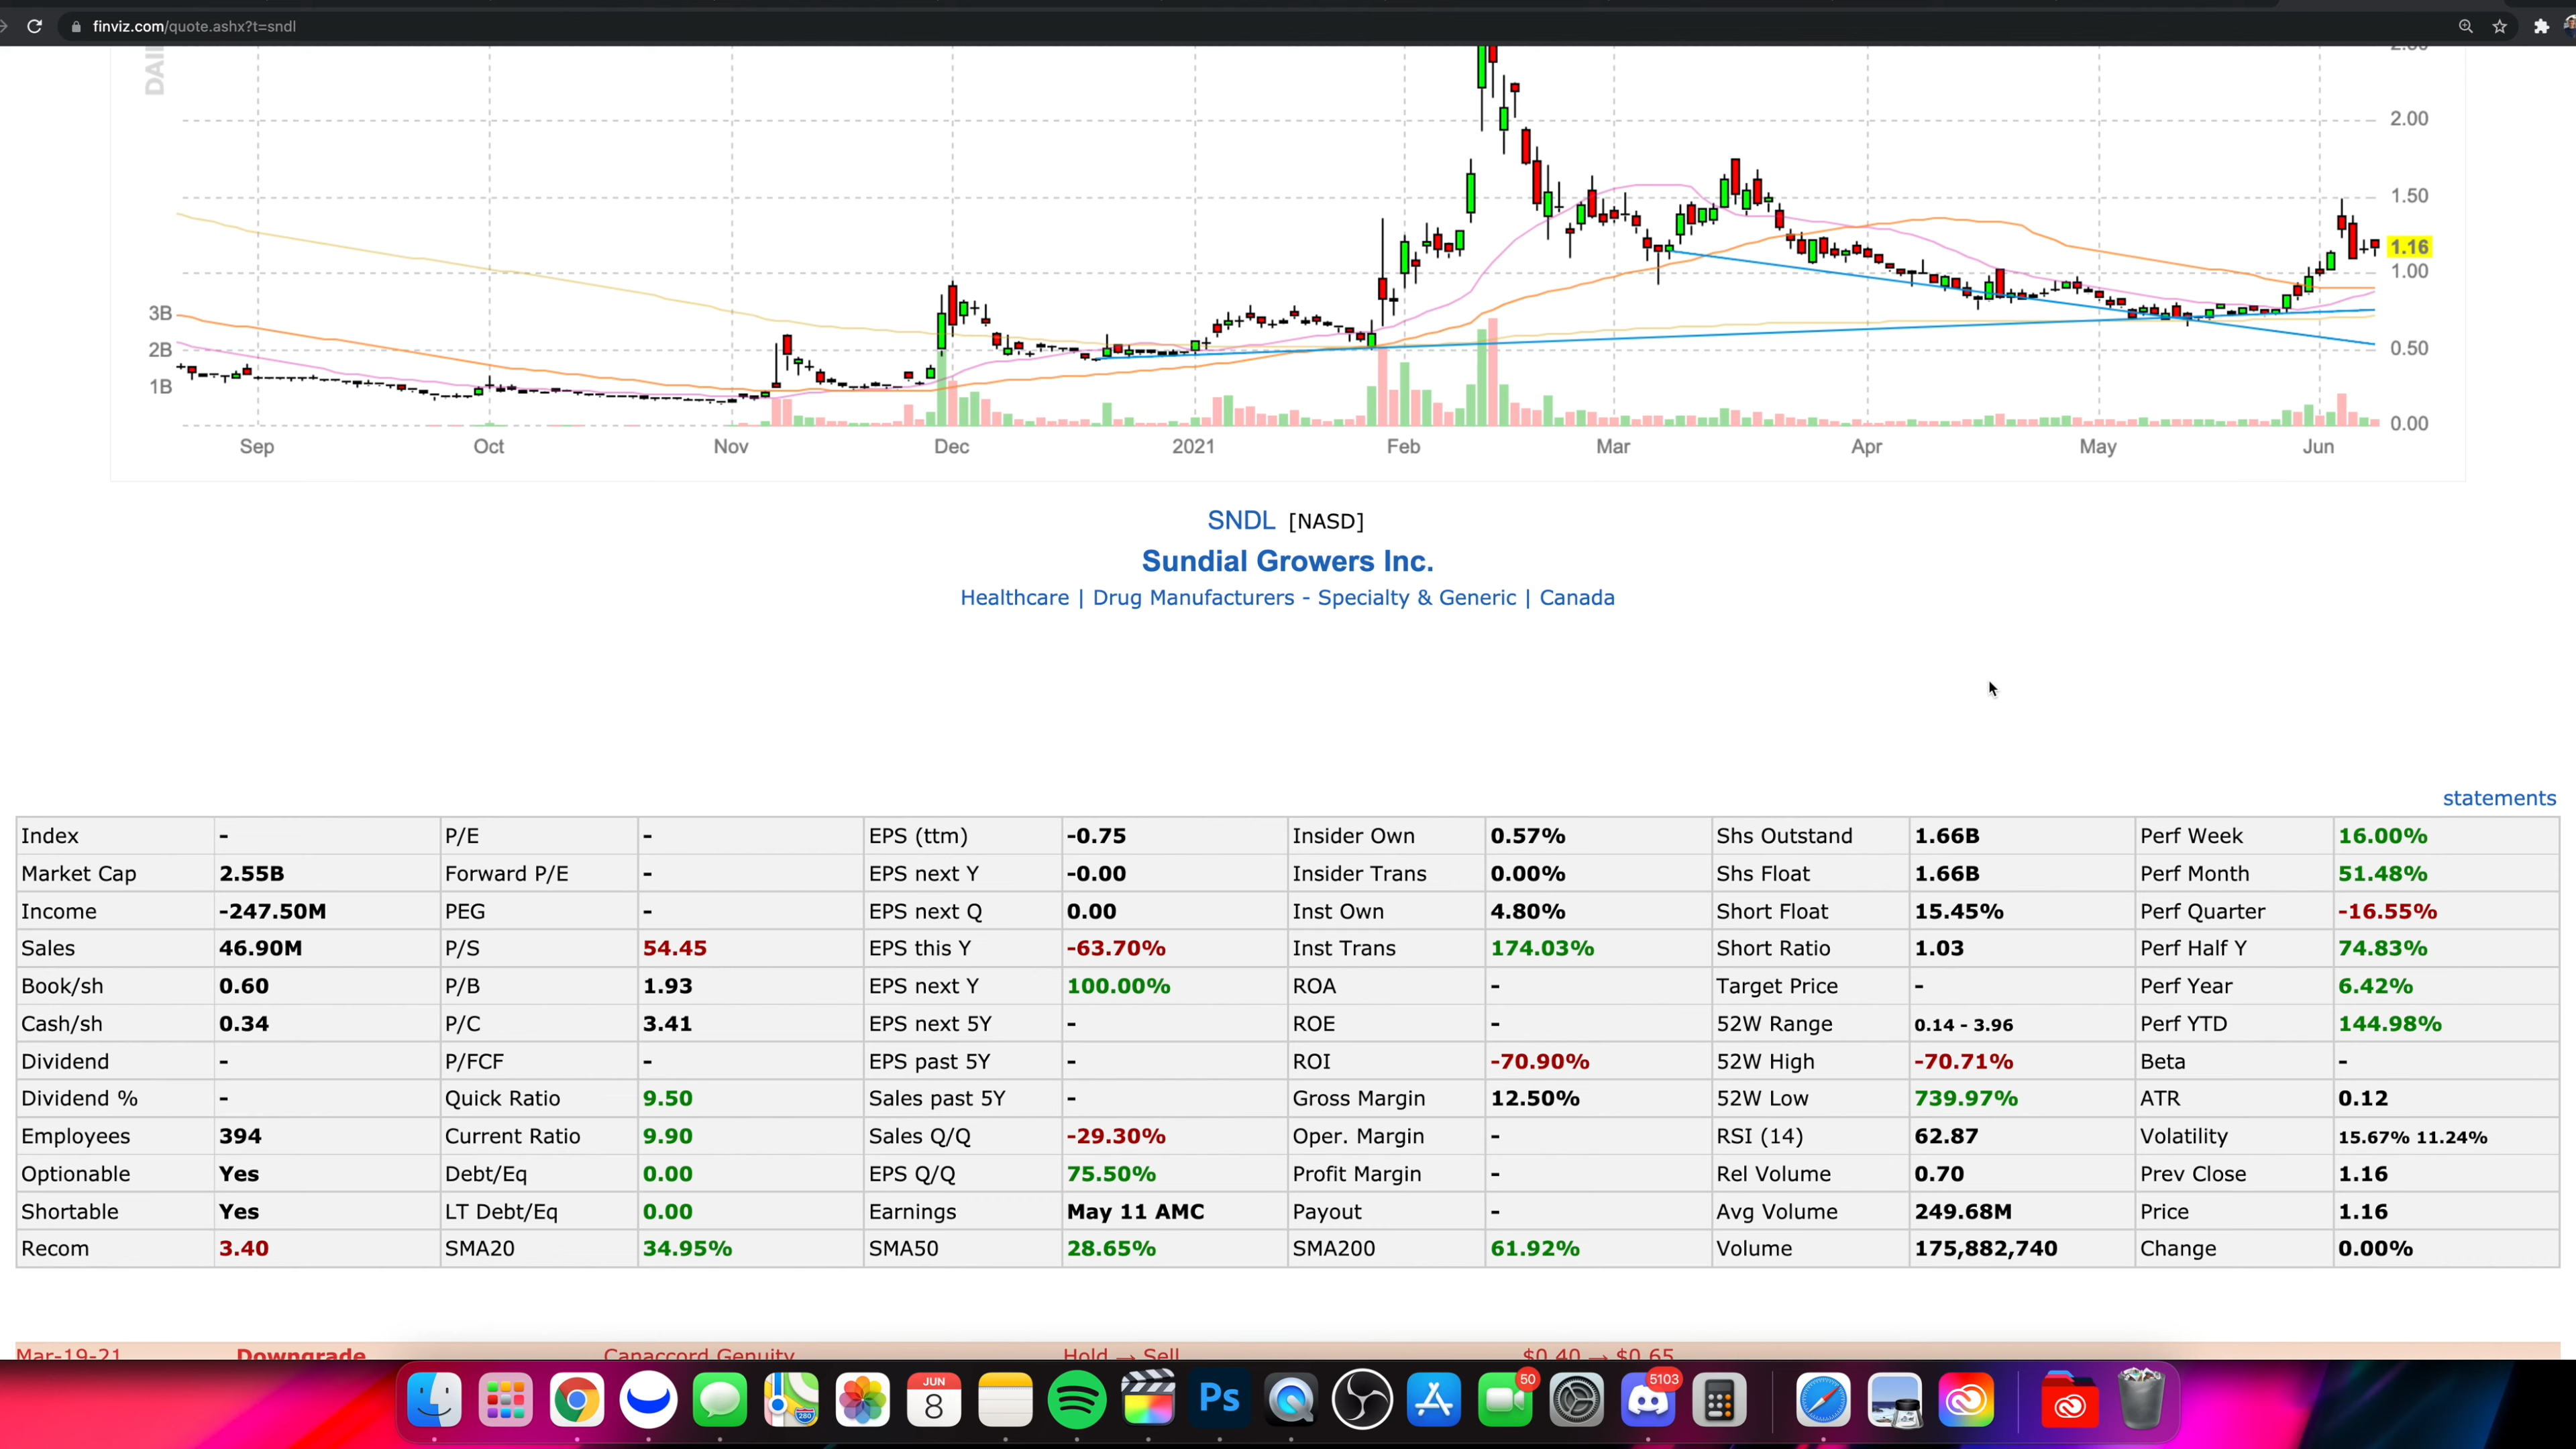 finviz.com/quote.ashx?t=sndl
2.00
1.50
1.16
1.00
3B
2B
0.50
1B
0.00
Sep Oct Nov Dec 2021 Feb Mar Apr May Jun
SNDL [NASD]
Sundial Growers Inc.
Healthcare | Drug Manufacturers - Specialty & Generic | Canada
statements
Index - P/E - EPS (ttm) -0.75 Insider Own 0.57% Shs Outstand 1.66B Perf Week 16.00%
Market Cap 2.55B Forward P/E - EPS next Y -0.00 Insider Trans 0.00% Shs Float 1.66B Perf Month 51.48%
Income -247.50M PEG - EPS next Q 0.00 Inst Own 4.80% Short Float 15.45% Perf Quarter -16.55%
Sales 46.90M P/S 54.45 EPS this Y -63.70% Inst Trans 174.03% Short Ratio 1.03 Perf Half Y 74.83%
Book/sh 0.60 P/B 1.93 EPS next Y 100.00% ROA - Target Price - Perf Year 6.42%
Cash/sh 0.34 P/C 3.41 EPS next 5Y - ROE - 52W Range 0.14 - 3.96 Perf YTD 144.98%
Dividend - P/FCF - EPS past 5Y - ROI -70.90% 52W High -70.71% Beta -
Dividend % - Quick Ratio 9.50 Sales past 5Y - Gross Margin 12.50% 52W Low 739.97% ATR 0.12
Employees 394 Current Ratio 9.90 Sales Q/Q -29.30% Oper. Margin - RSI (14) 62.87 Volatility 15.67% 11.24%
Optionable Yes Debt/Eq 0.00 EPS Q/Q 75.50% Profit Margin - Rel Volume 0.70 Prev Close 1.16
Shortable Yes LT Debt/Eq 0.00 Earnings May 11 AMC Payout - Avg Volume 249.68M Price 1.16
Recom 3.40 SMA20 34.95% SMA50 28.65% SMA200 61.92% Volume 175,882,740 Change 0.00%
Mar-19-21 Downgrade Canaccord Genuity Hold → Sell $0.40 → $0.65
JUN
8
280
Ps
50
5103